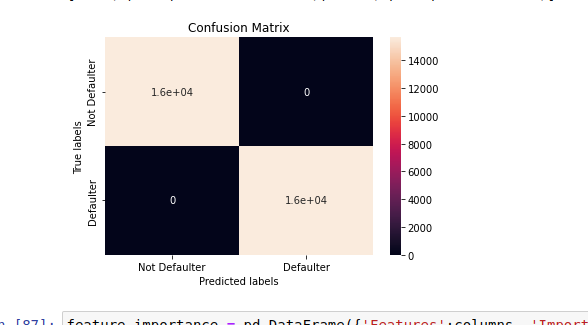 Confusion Matrix
Not Defaulter
Defaulter
True labels
1.6e+04
0
0
1.6e+04
Not Defaulter
Defaulter
Predicted labels
14000
12000
10000
8000
6000
4000
2000
0
[87]: feature_importance = pd.DataFrame({'Features':columns,